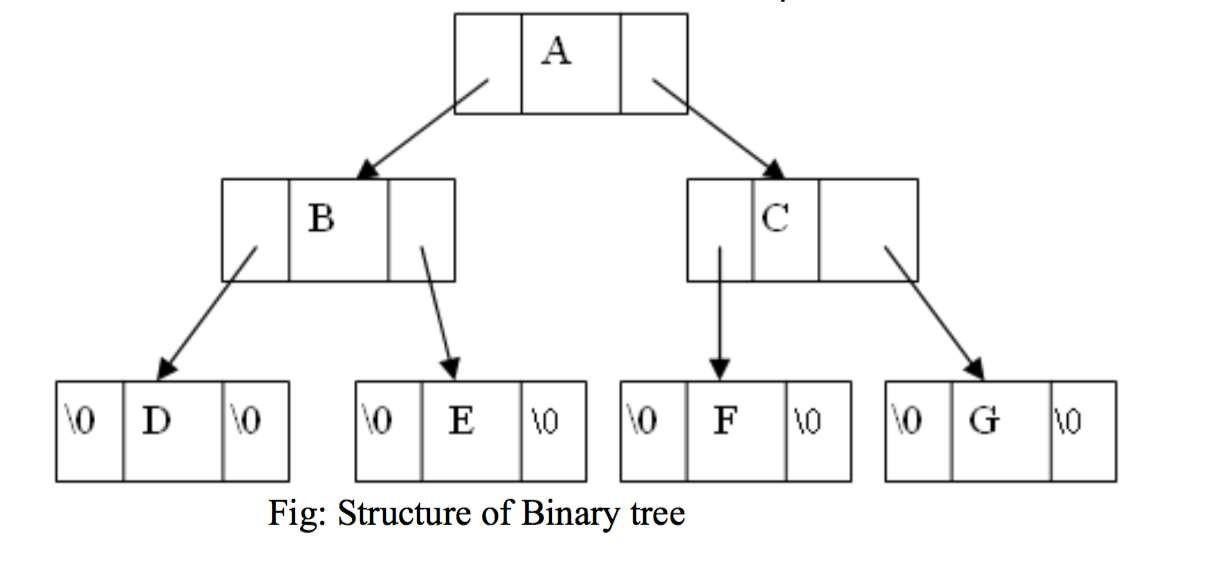 A
B
C
\0 D \0
\0 E \0
\0 F \0
\0 G \0
Fig: Structure of Binary tree